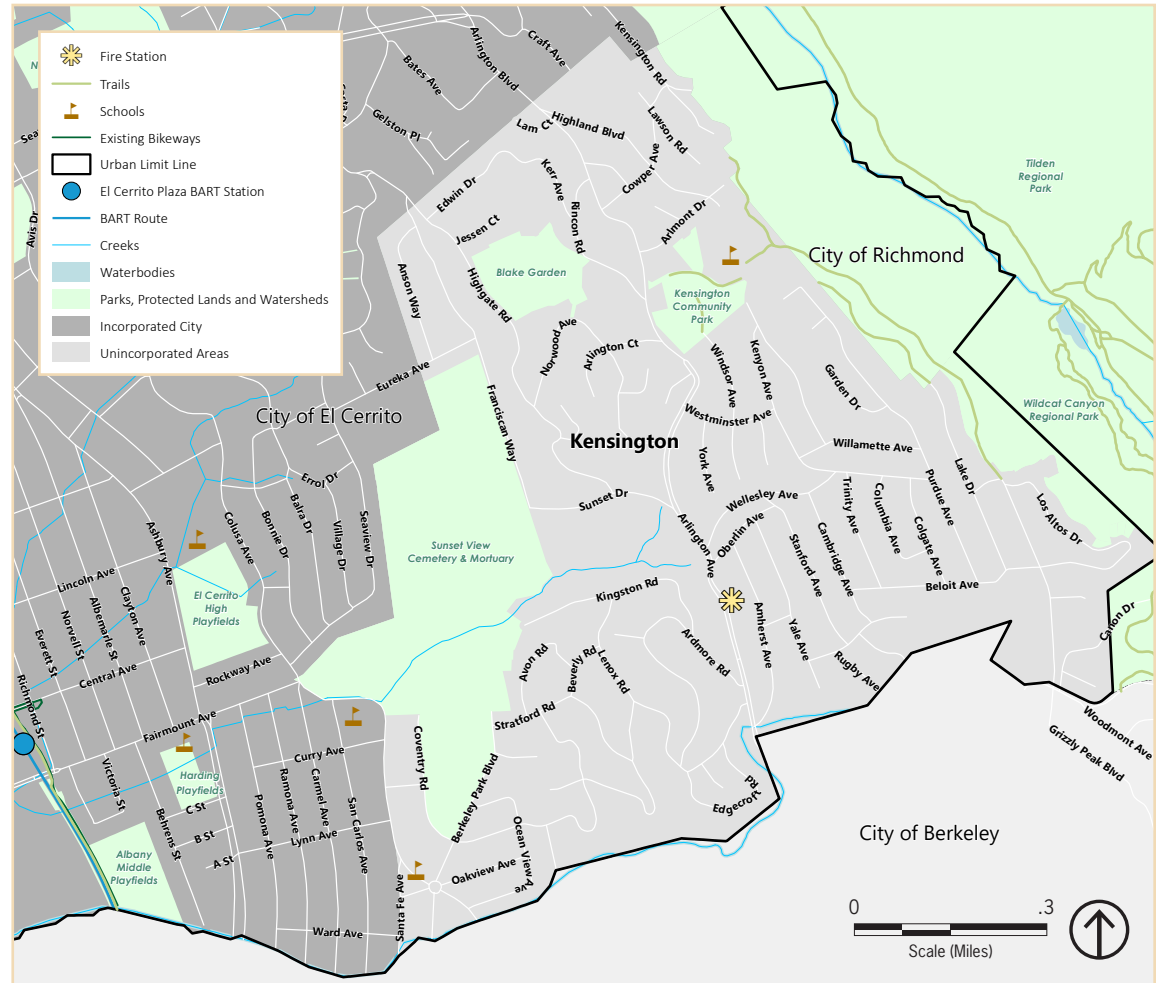 Fire Station
Trails
Schools
Existing Bikeways
Urban Limit Line
El Cerrito Plaza BART Station
BART Route
Creeks
Waterbodies
Parks, Protected Lands and Watersheds
Incorporated City
Unincorporated Areas
Arlington Blvd
Craft Ave
Kensington Rd
Bates Ave
Gelston Pl
Lam Ct
Highland Blvd
Lawson Rd
Cowper Ave
Kerr Ave
Edwin Dr
Rincon Rd
Arlmont Dr
Jessen Ct
Avis Dr
Tilden
Regional
Park
City of Richmond
Blake Garden
Anson Way
Highgate Rd
Kensington
Community
Park
Norwood Ave
Arlington Ct
Windsor Ave
Kenyon Ave
Garden Dr
Eureka Ave
Franciscan Way
City of El Cerrito
Kensington
Westminster Ave
Wildcat Canyon
Regional Park
Willamette Ave
York Ave
Lake Dr
Purdue Ave
Errol Dr
Balra Dr
Sunset Dr
Wellesley Ave
Trinity Ave
Columbia Ave
Colgate Ave
Los Altos Dr
Ashbury Ave
Colusa Ave
Bonnie Dr
Village Dr
Seaview Dr
Sunset View
Cemetery & Mortuary
Arlington Ave
Oberlin Ave
Stanford Ave
Cambridge Ave
Beloit Ave
Lincoln Ave
Clayton Ave
Albemarle St
Norvell St
Everett St
El Cerrito
High
Playfields
Kingston Rd
Amherst Ave
Yale Ave
Canon Dr
Ardmore Rd
Rugby Ave
Avon Rd
Beverly Rd
Lenox Rd
Central Ave
Rockway Ave
Richmond St
Fairmount Ave
Stratford Rd
Woodmont Ave
Grizzly Peak Blvd
Curry Ave
Coventry Rd
Berkeley Park Blvd
Victoria St
Harding
Playfields
Edgecroft Rd
C St
B St
A St
Behrens St
Pomona Ave
Ramona Ave
Carmel Ave
Lynn Ave
San Carlos Ave
Ocean View Ave
City of Berkeley
Albany
Middle
Playfields
Oakview Ave
Santa Fe Ave
Ward Ave
0 .3
Scale (Miles)